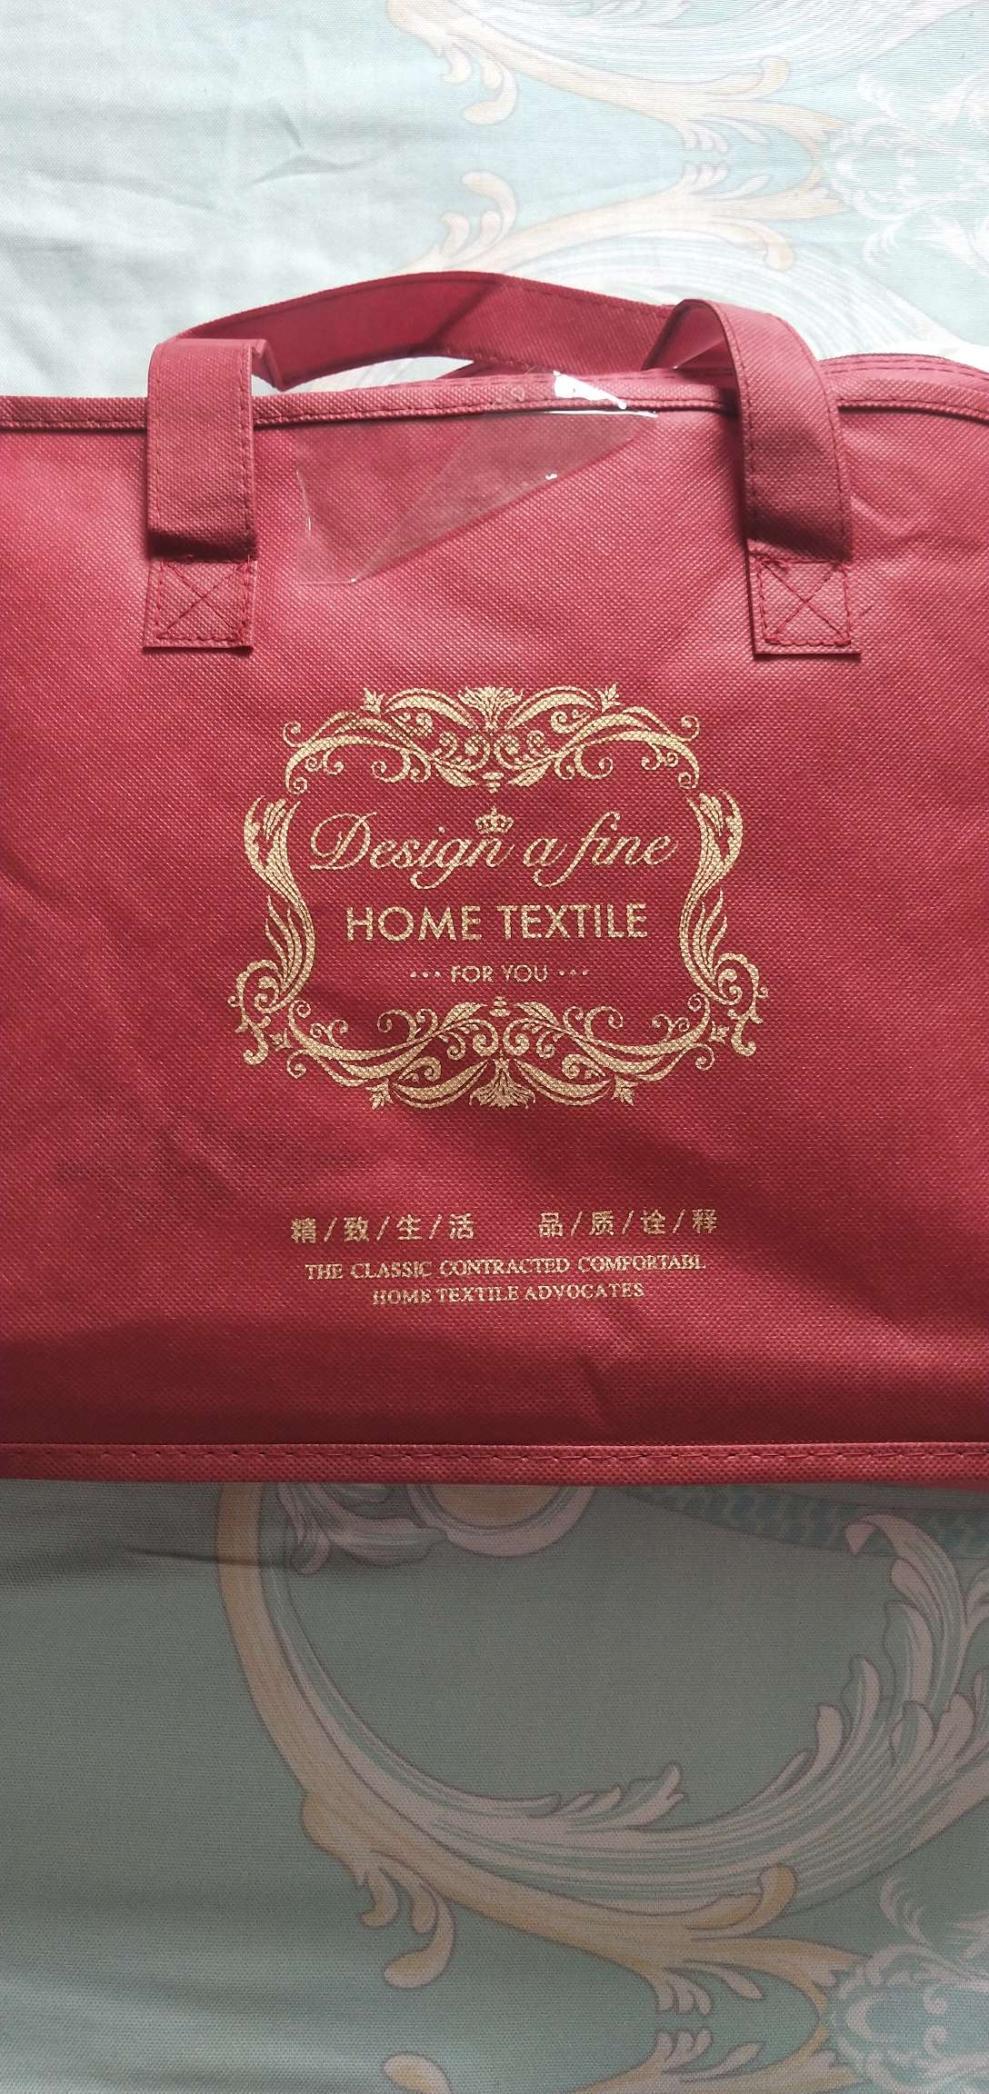 Design a fine
HOME TEXTILE
··· FOR YOU ···
精/致/生/活 品/质/诠/释
THE CLASSIC CONTRACTED COMFORTABL
HOME TEXTILE ADVOCATES